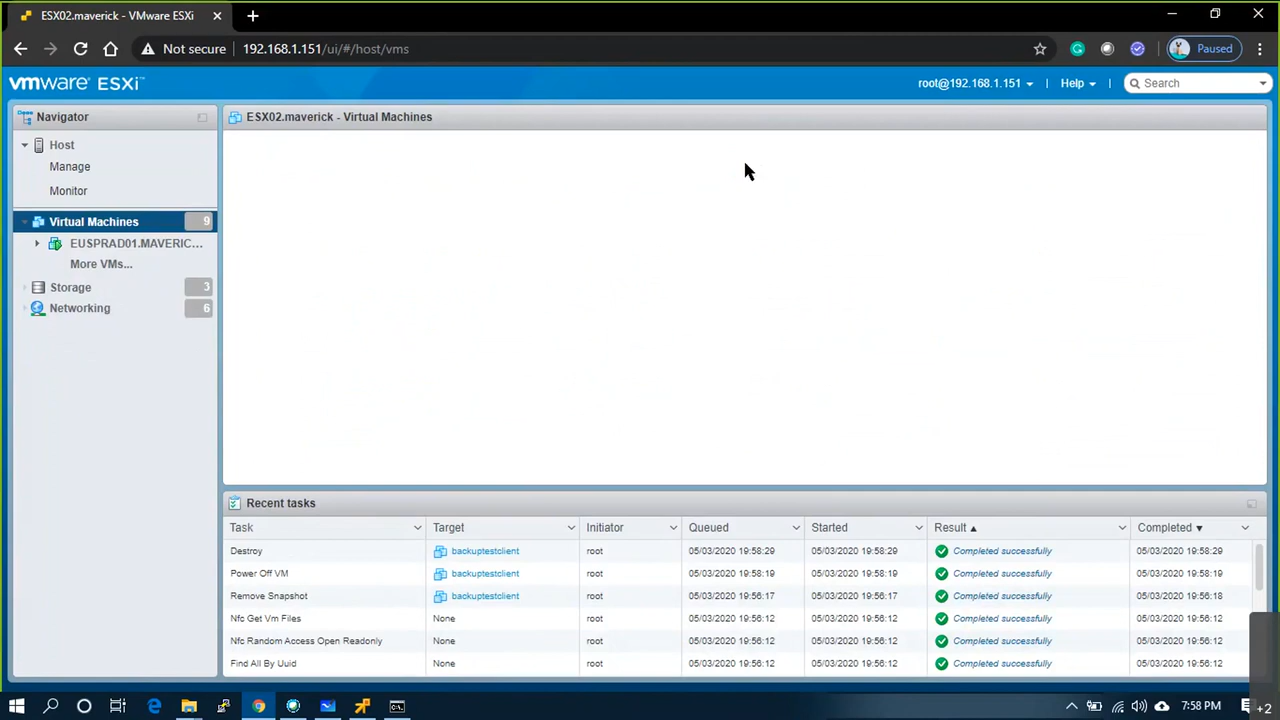 ESX02.maverick - VMware ESXi
Not secure 192.168.1.151/ui/#/host/vms Paused
vmware ESXi root@192.168.1.151 Help Search
Navigator
ESX02.maverick - Virtual Machines
Host
Manage
Monitor
Virtual Machines 9
EUSPRAD01.MAVERIC...
More VMs...
Storage 3
Networking 6
Recent tasks
Task Target Initiator Queued Started Result Completed
Destroy backuptestclient root 05/03/2020 19:58:29 05/03/2020 19:58:29 Completed successfully 05/03/2020 19:58:29
Power Off VM backuptestclient root 05/03/2020 19:58:19 05/03/2020 19:58:19 Completed successfully 05/03/2020 19:58:19
Remove Snapshot backuptestclient root 05/03/2020 19:56:17 05/03/2020 19:56:17 Completed successfully 05/03/2020 19:56:18
Nfc Get Vm Files None root 05/03/2020 19:56:12 05/03/2020 19:56:12 Completed successfully 05/03/2020 19:56:12
Nfc Random Access Open Readonly None root 05/03/2020 19:56:12 05/03/2020 19:56:12 Completed successfully 05/03/2020 19:56:12
Find All By Uuid None root 05/03/2020 19:56:12 05/03/2020 19:56:12 Completed successfully 05/03/2020 19:56:12
7:58 PM
+2